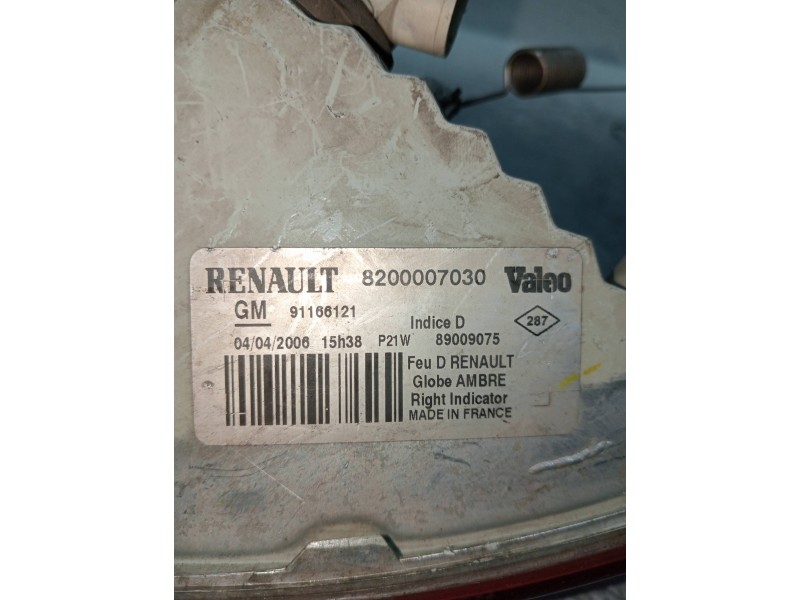 RENAULT 8200007030 Valeo
GM 91166121
Indice D 287
04/04/2006 15h38 P21W 89009075
Feu D RENAULT
Globe AMBRE
Right Indicator
MADE IN FRANCE